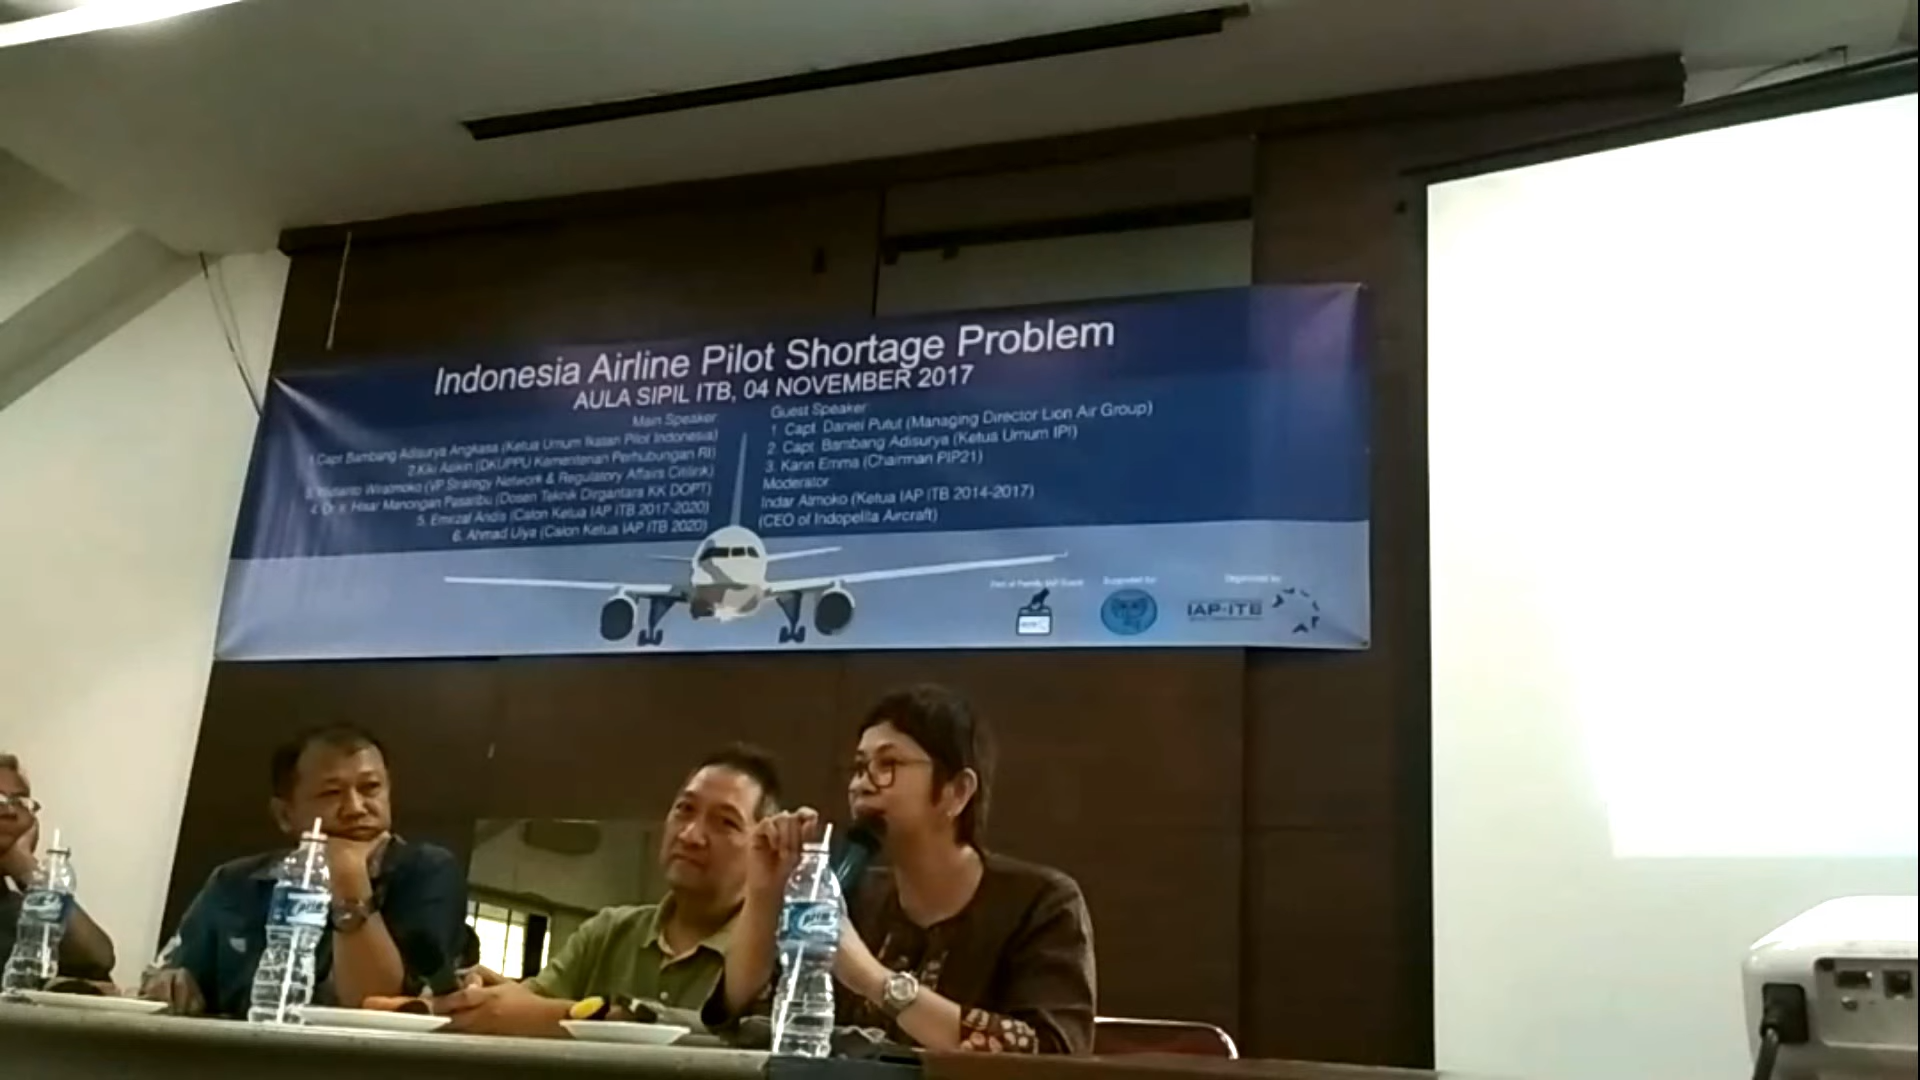 Indonesia Airline Pilot Shortage Problem
AULA SIPIL ITB, 04 NOVEMBER 2017
Main Speaker
1. Capt Bambang Adisurya Angkasa (Ketua Umum Ikatan Pilot Indonesia)
2. Kiki (DKUPPU Kementerian Perhubungan RI)
3. Wiratmoko (VP Strategy Network & Regulatory Affairs Citilink)
4. Dr. Ir. Hisar Manongan Pasaribu (Dosen Teknik Dirgantara KK DOPT)
5. Andis (Calon Ketua IAP ITB 2017-2020)
6. Ahmad Ulya (Calon Ketua IAP ITB 2020)
Guest Speaker
1. Capt. Daniel Putut (Managing Director Lion Air Group)
2. Capt. Bambang Adisurya (Ketua Umum IPI)
3. Karin Emma (Chairman PIP21)
Moderator
Indar Atmoko (Ketua IAP ITB 2014-2017)
(CEO of Indopelita Aircraft)
Supported by
Organized by
IAP-ITB